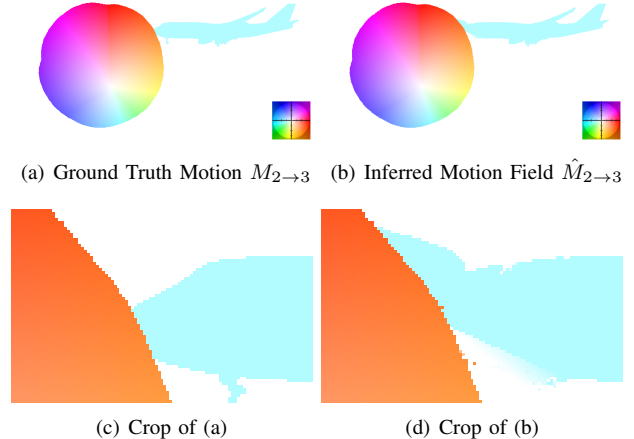 (a) Ground Truth Motion M₂→₃
(b) Inferred Motion Field M̂₂→₃
(c) Crop of (a)
(d) Crop of (b)